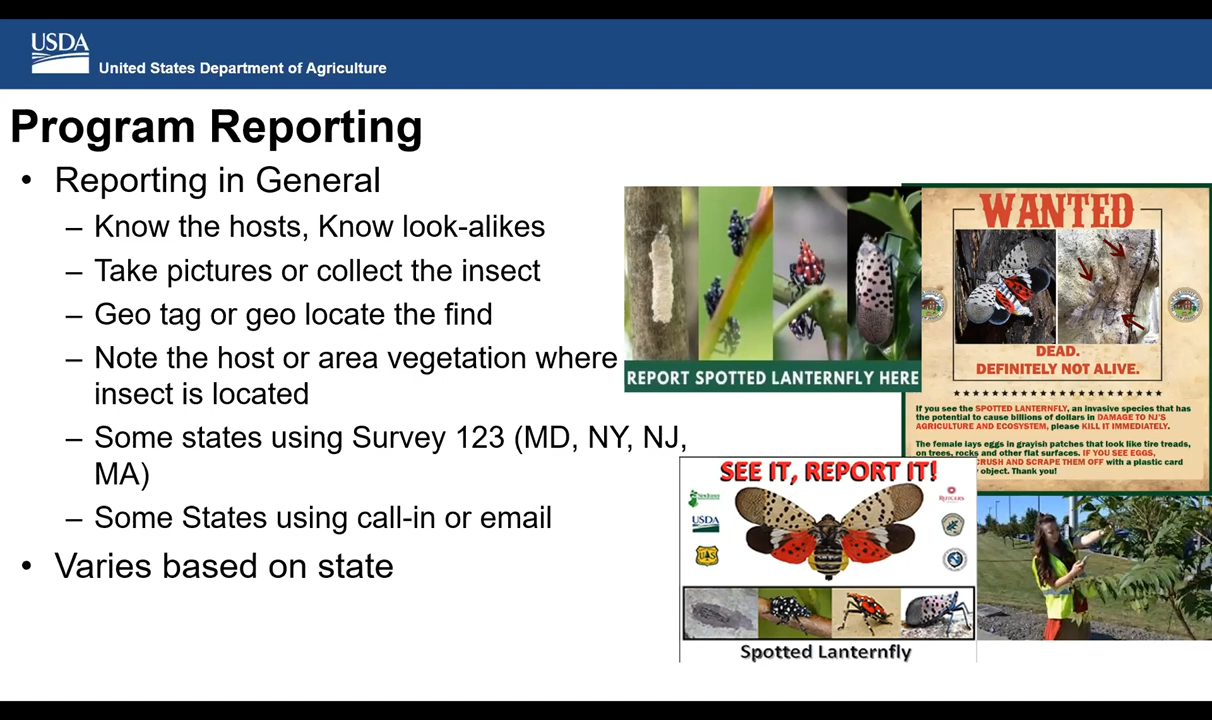 USDA
United States Department of Agriculture
Program Reporting
• Reporting in General
– Know the hosts, Know look-alikes
– Take pictures or collect the insect
– Geo tag or geo locate the find
– Note the host or area vegetation where
insect is located
– Some states using Survey 123 (MD, NY, NJ,
MA)
– Some States using call-in or email
• Varies based on state
REPORT SPOTTED LANTERNFLY HERE
WANTED
DEAD.
DEFINITELY NOT ALIVE.
If you see the SPOTTED LANTERNFLY, an invasive species that has
the potential to cause billions of dollars in DAMAGE TO NJ'S
AGRICULTURE AND ECOSYSTEM, please KILL IT IMMEDIATELY.
The female lays eggs in grayish patches that look like tire treads,
on trees, rocks and other flat surfaces. IF YOU SEE EGGS,
CRUSH AND SCRAPE THEM OFF with a plastic card
object. Thank you!
SEE IT, REPORT IT!
RUTGERS
USDA
Spotted Lanternfly